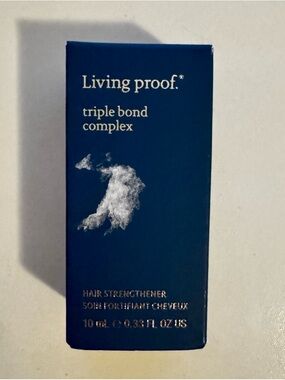 Living proof.®
triple bond
complex
HAIR STRENGTHENER
SOIN FORTIFIANT CHEVEUX
10 mL ℮ 0.33 FL OZ US